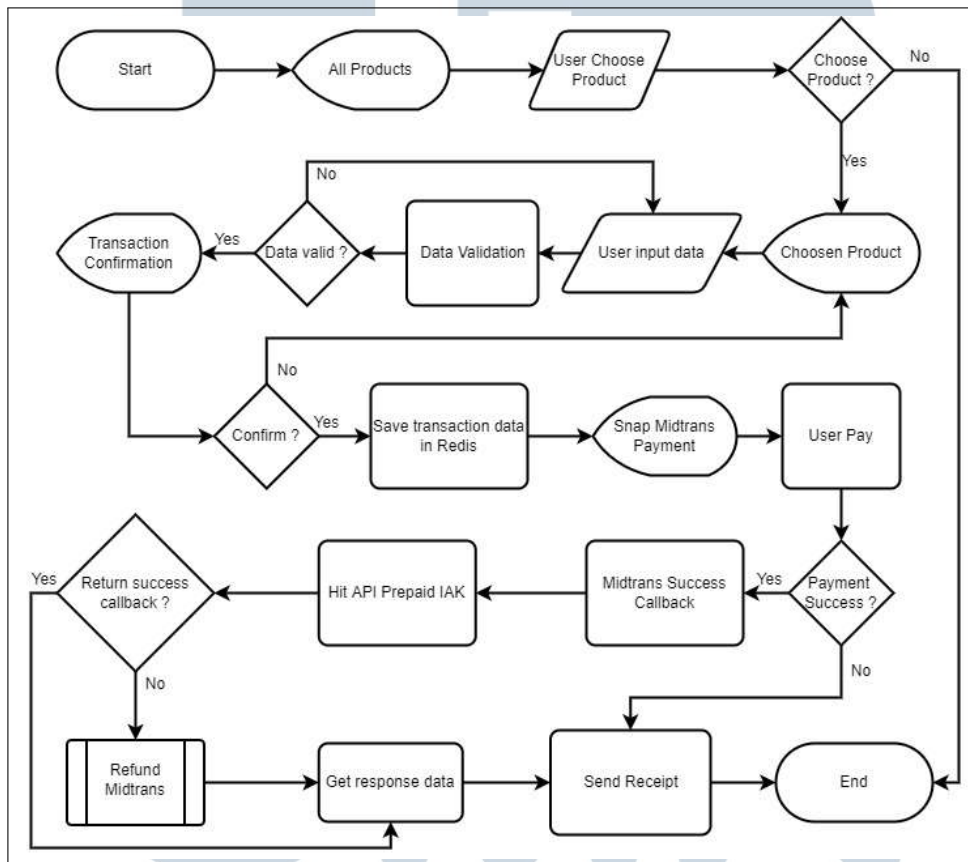 Start
All Products
User Choose
Product
Choose
Product ?
No
Yes
No
Transaction
Confirmation
Yes
Data valid ?
Data Validation
User input data
Choosen Product
No
Confirm ?
Yes
Save transaction data
in Redis
Snap Midtrans
Payment
User Pay
Yes
Return success
callback ?
Hit API Prepaid IAK
Midtrans Success
Callback
Yes
Payment
Success ?
No
No
Refund
Midtrans
Get response data
Send Receipt
End